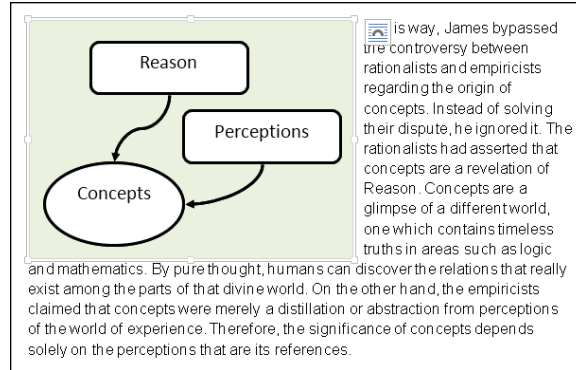 Reason
Perceptions
Concepts
is way, James bypassed
the controversy between
rationalists and empiricists
regarding the origin of
concepts. Instead of solving
their dispute, he ignored it. The
rationalists had asserted that
concepts are a revelation of
Reason. Concepts are a
glimpse of a different world,
one which contains timeless
truths in areas such as logic
and mathematics. By pure thought, humans can discover the relations that really
exist among the parts of that divine world. On the other hand, the empiricists
claimed that concepts were merely a distillation or abstraction from perceptions
of the world of experience. Therefore, the significance of concepts depends
solely on the perceptions that are its references.